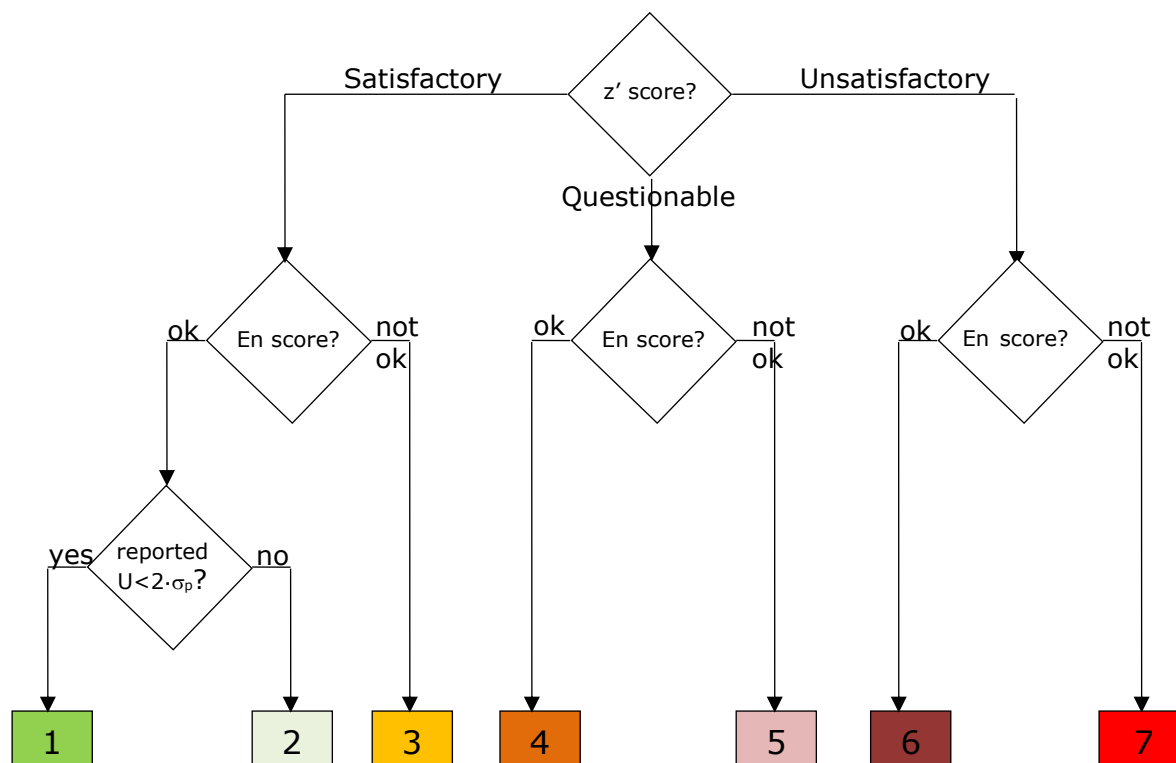 z’ score?
Satisfactory
Unsatisfactory
Questionable
ok
En score?
not
ok
ok
En score?
not
ok
ok
En score?
not
ok
yes
reported
U<2·σp?
no
1
2
3
4
5
6
7